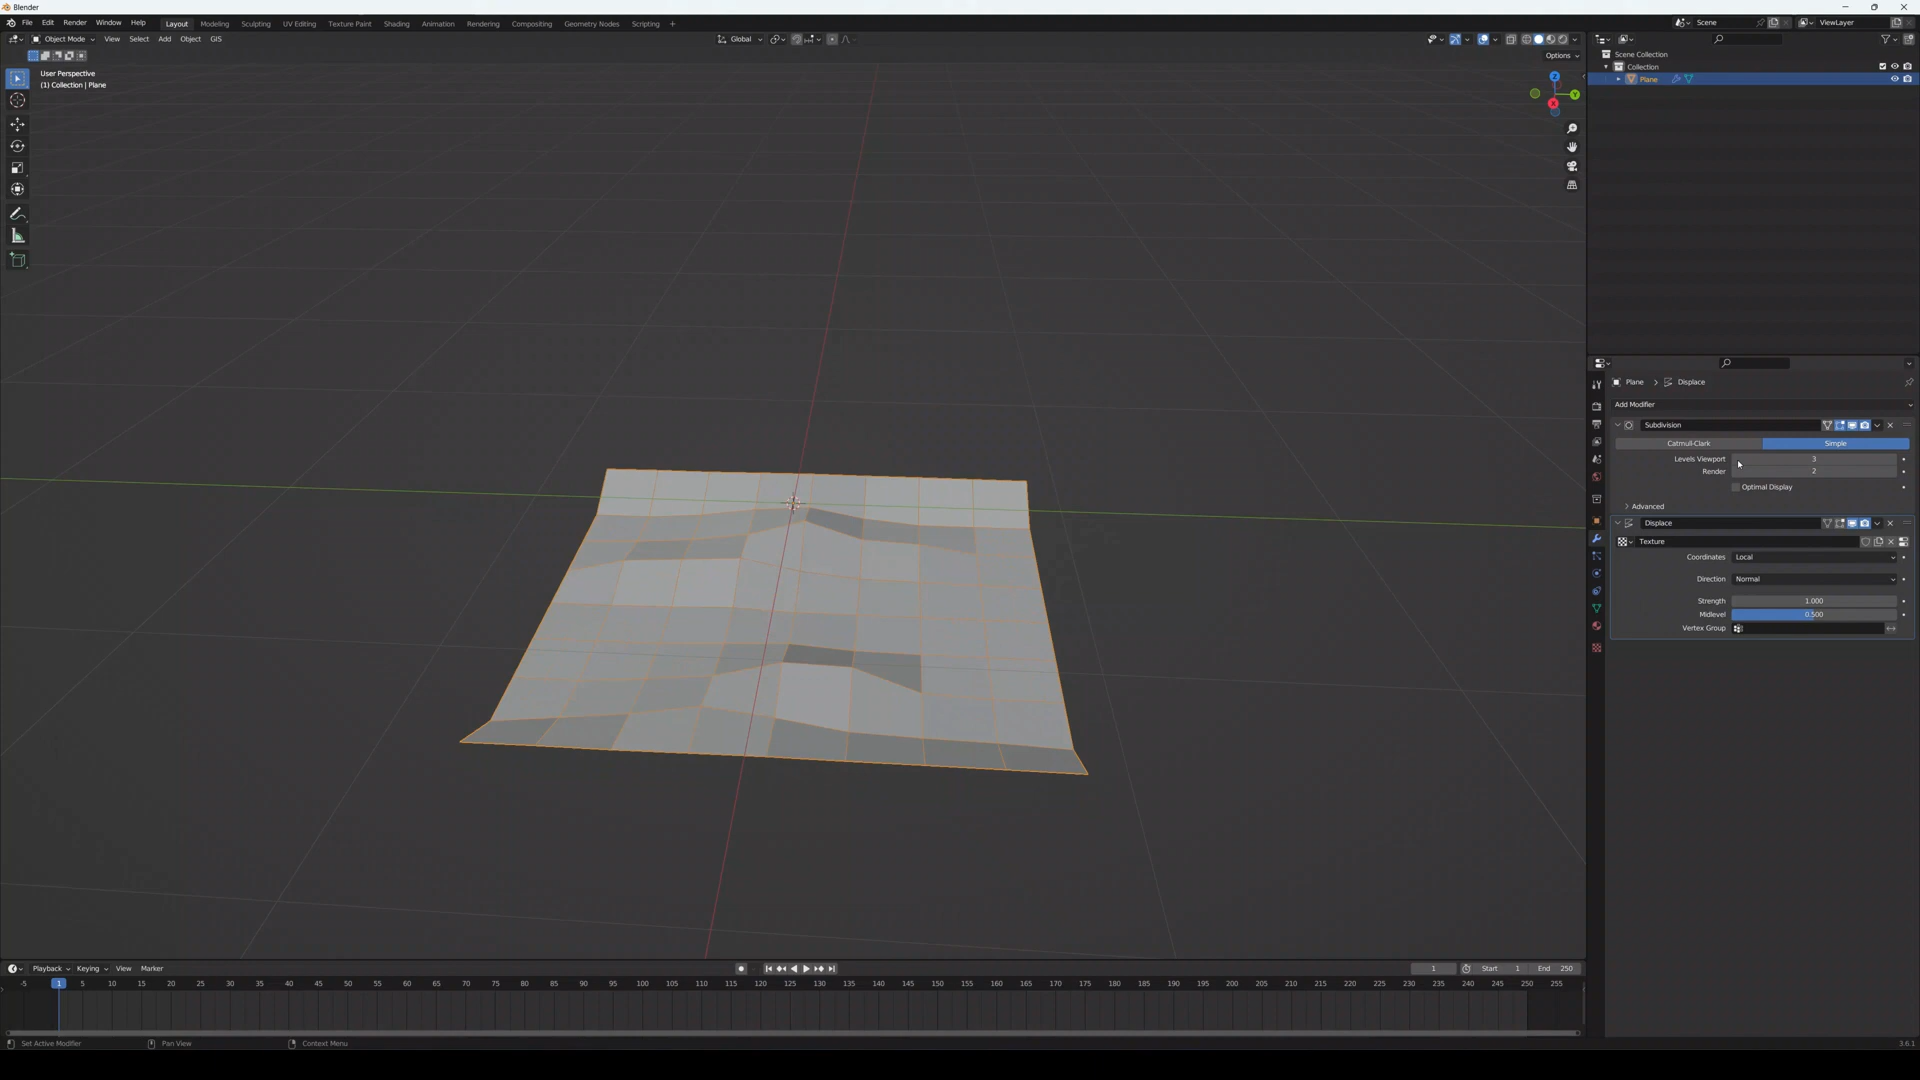 Blender
File Edit Render Window Help Layout Modeling Sculpting UV Editing Texture Paint Shading Animation Rendering Compositing Geometry Nodes Scripting + Scene ViewLayer
Object Mode View Select Add Object GIS Global
Options
User Perspective
(1) Collection | Plane
Z
Y
X
Scene Collection
Collection
Plane
Plane > Displace
Add Modifier
Subdivision
Catmull-Clark Simple
Levels Viewport 3
Render 2
Optimal Display
> Advanced
Displace
Texture
Coordinates Local
Direction Normal
Strength 1.000
Midlevel 0.500
Vertex Group
Playback Keying View Marker 1 Start 1 End 250
-5 1 5 10 15 20 25 30 35 40 45 50 55 60 65 70 75 80 85 90 95 100 105 110 115 120 125 130 135 140 145 150 155 160 165 170 175 180 185 190 195 200 205 210 215 220 225 230 235 240 245 250 255
Set Active Modifier Pan View Context Menu 3.6.1